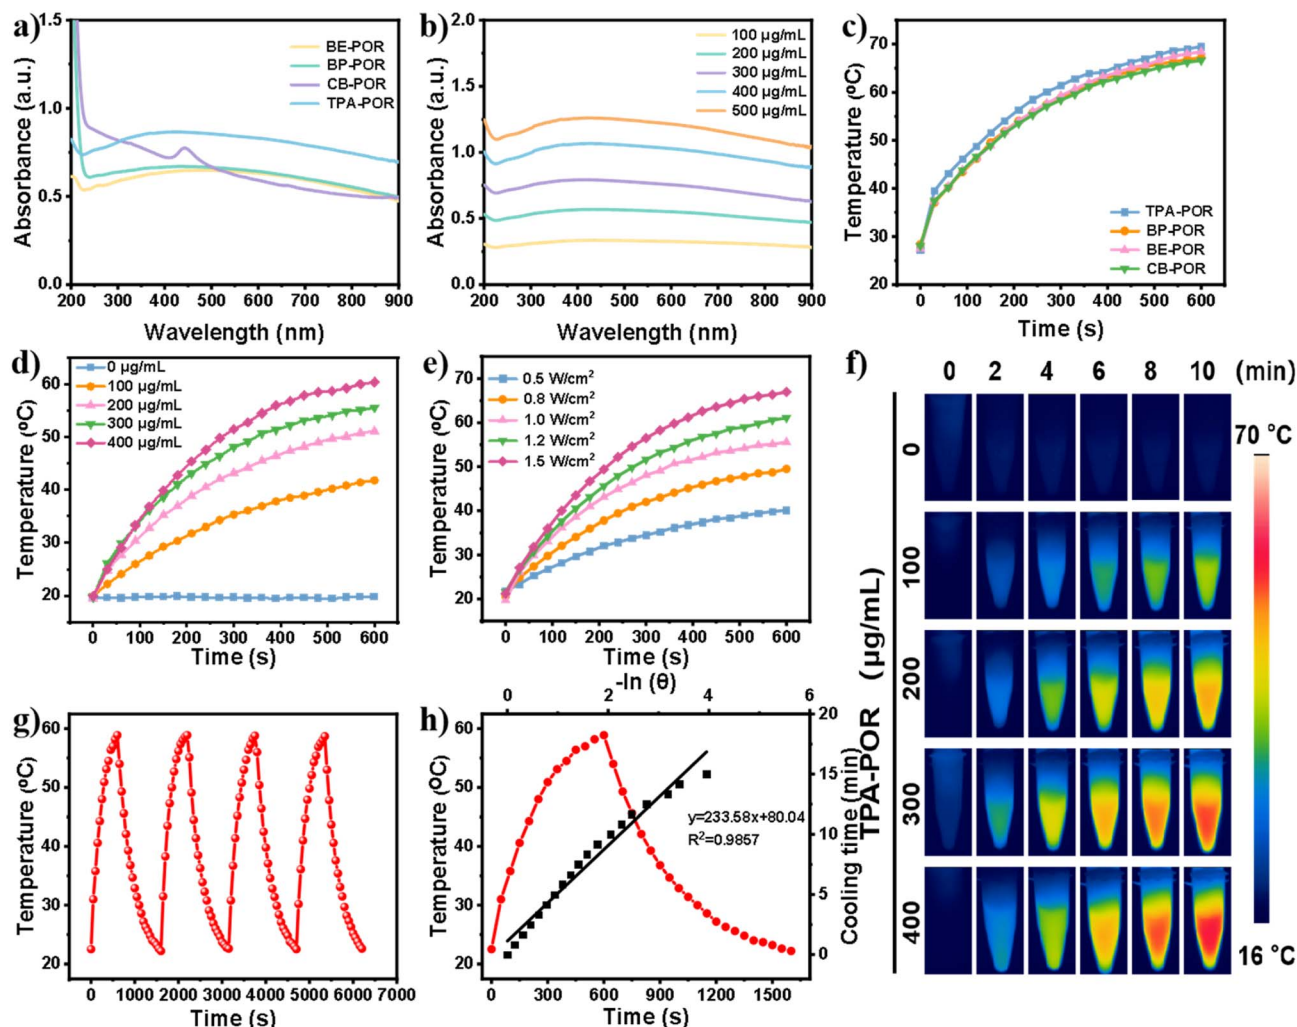 a)
1.5
1.0
0.5
0.0
Absorbance (a.u.)
BE-POR
BP-POR
CB-POR
TPA-POR
200 300 400 500 600 700 800 900
Wavelength (nm)
b)
2.0
1.5
1.0
0.5
0.0
Absorbance (a.u.)
100 μg/mL
200 μg/mL
300 μg/mL
400 μg/mL
500 μg/mL
200 300 400 500 600 700 800 900
Wavelength (nm)
c)
70
60
50
40
30
20
Temperature (ºC)
TPA-POR
BP-POR
BE-POR
CB-POR
0 100 200 300 400 500 600
Time (s)
d)
60
50
40
30
20
Temperature (ºC)
0 μg/mL
100 μg/mL
200 μg/mL
300 μg/mL
400 μg/mL
0 100 200 300 400 500 600
Time (s)
e)
70
60
50
40
30
20
Temperature (ºC)
0.5 W/cm²
0.8 W/cm²
1.0 W/cm²
1.2 W/cm²
1.5 W/cm²
0 100 200 300 400 500 600
Time (s)
f)
0 2 4 6 8 10 (min)
0
100
200
300
400
TPA-POR (μg/mL)
70 °C
16 °C
g)
60
50
40
30
20
Temperature (ºC)
0 1000 2000 3000 4000 5000 6000 7000
Time (s)
h)
-ln (θ)
0 2 4 6
60
50
40
30
20
Temperature (ºC)
y=233.58x+80.04
R²=0.9857
20
15
10
5
0
Cooling time (min)
0 300 600 900 1200 1500
Time (s)